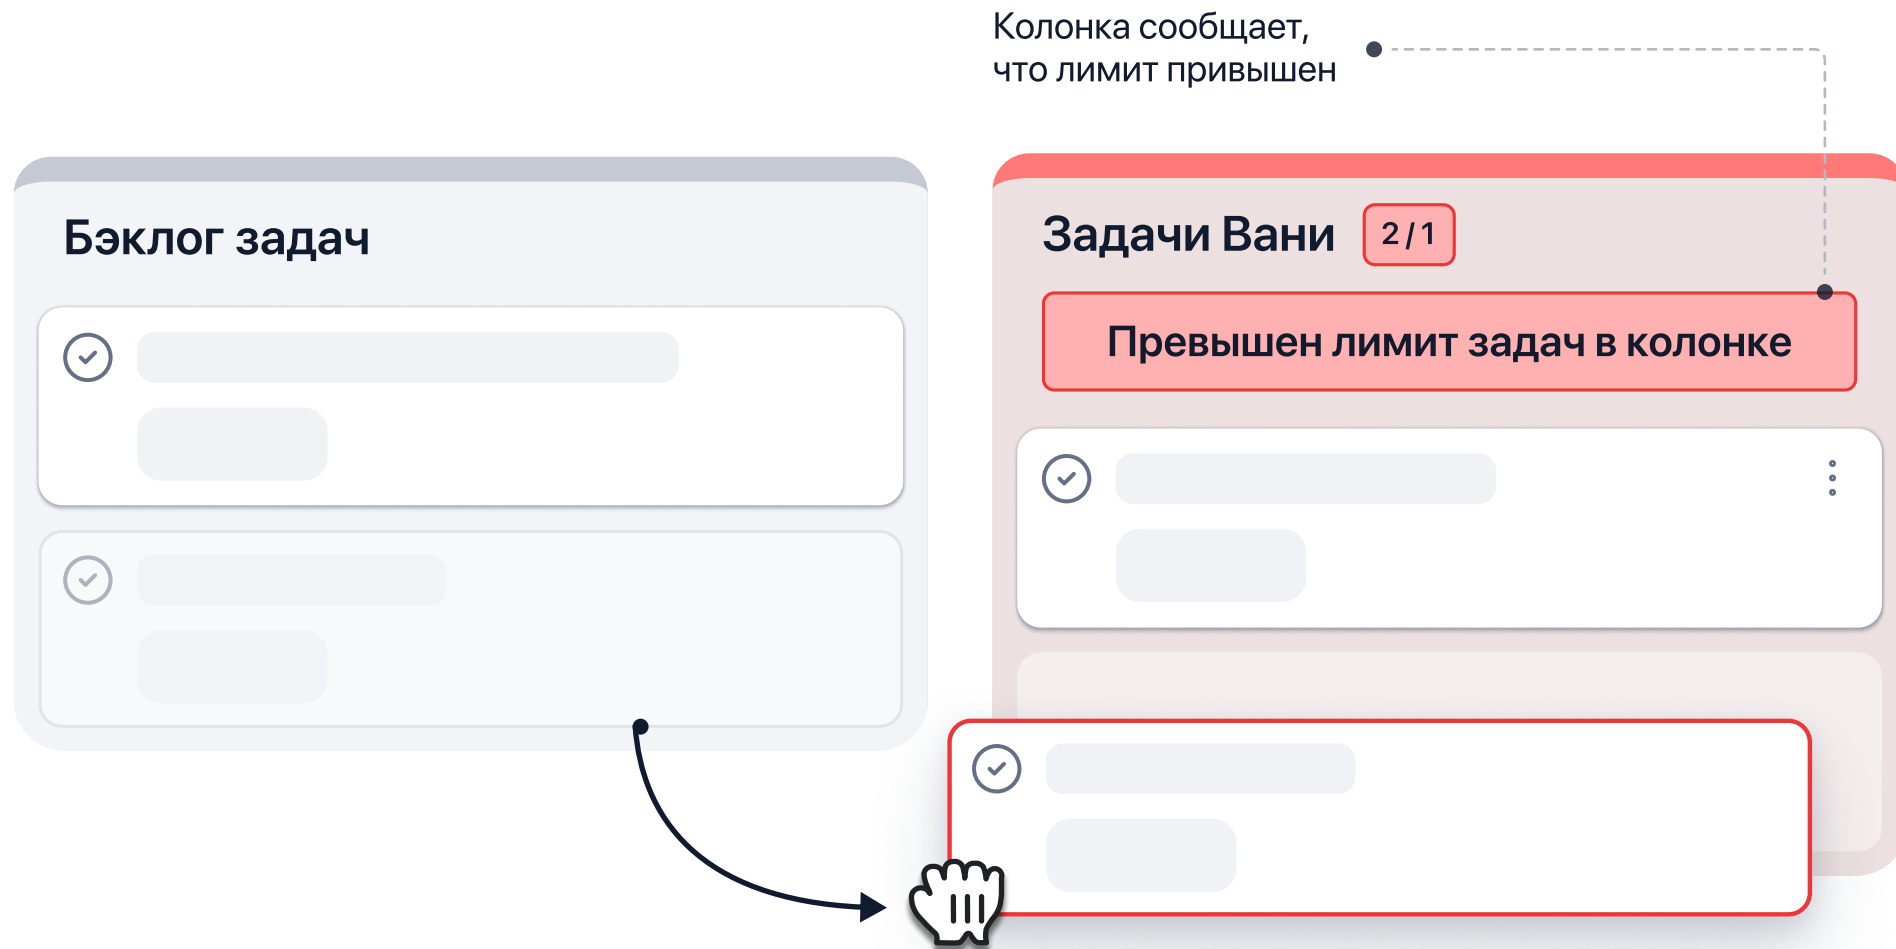 Колонка сообщает,
что лимит привышен
Бэклог задач
Задачи Вани 2 / 1
Превышен лимит задач в колонке